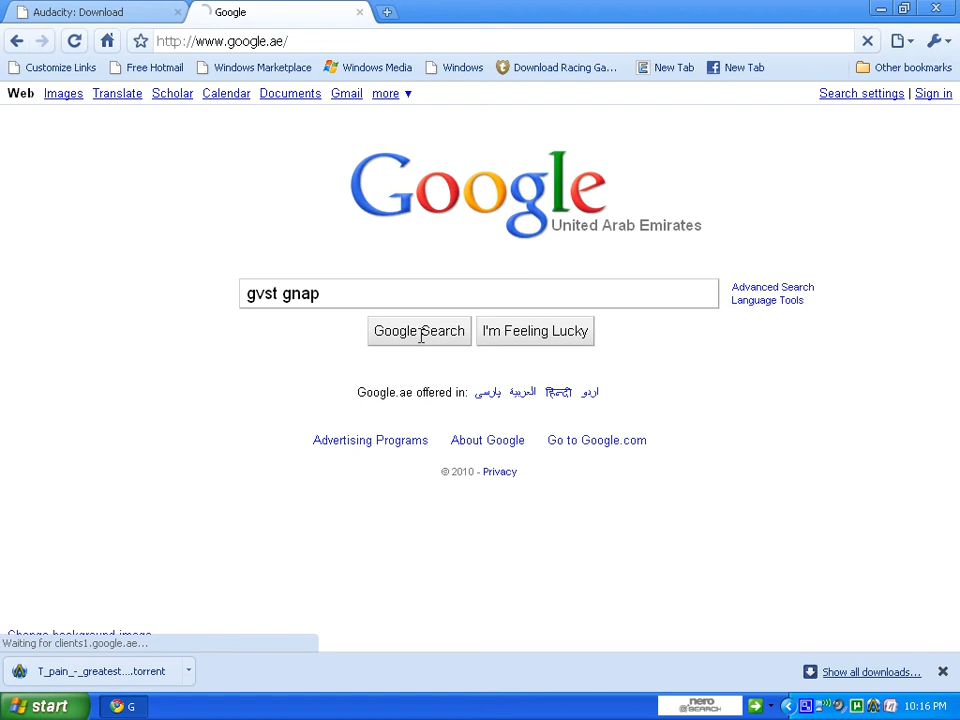 Audacity: Download
Google
http://www.google.ae/
Customize Links
Free Hotmail
Windows Marketplace
Windows Media
Windows
Download Racing Ga...
New Tab
New Tab
Other bookmarks
Web Images Translate Scholar Calendar Documents Gmail more ▼
Search settings | Sign in
Google
United Arab Emirates
gvst gnap
Advanced Search
Language Tools
Google Search
I'm Feeling Lucky
Google.ae offered in: پارسی العربية हिन्दी اردو
Advertising Programs About Google Go to Google.com
© 2010 - Privacy
Change background image
Waiting for clients1.google.ae...
T_pain_-_greatest....torrent
Show all downloads...
start
G
nero
SEARCH
10:16 PM